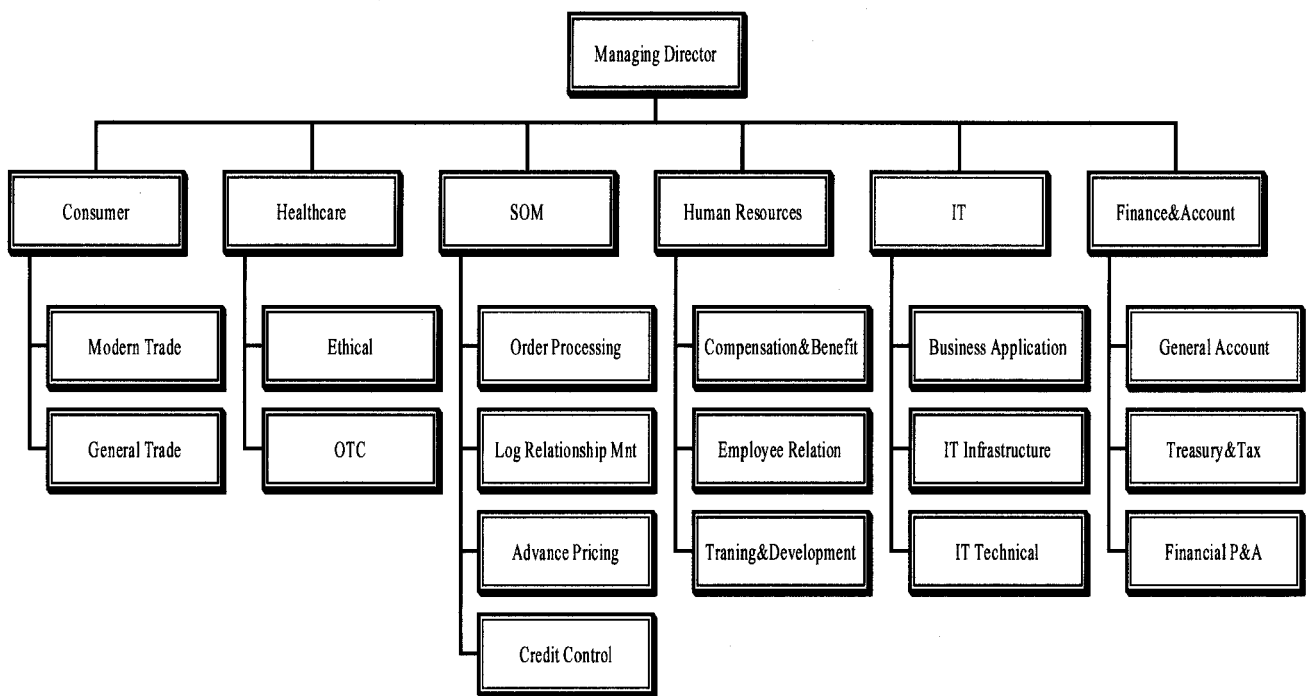 Managing Director
Consumer
Healthcare
SOM
Human Resources
IT
Finance&Account
Modern Trade
Ethical
Order Processing
Compensation&Benefit
Business Application
General Account
General Trade
OTC
Log Relationship Mnt
Employee Relation
IT Infrastructure
Treasury&Tax
Advance Pricing
Traning&Development
IT Technical
Financial P&A
Credit Control